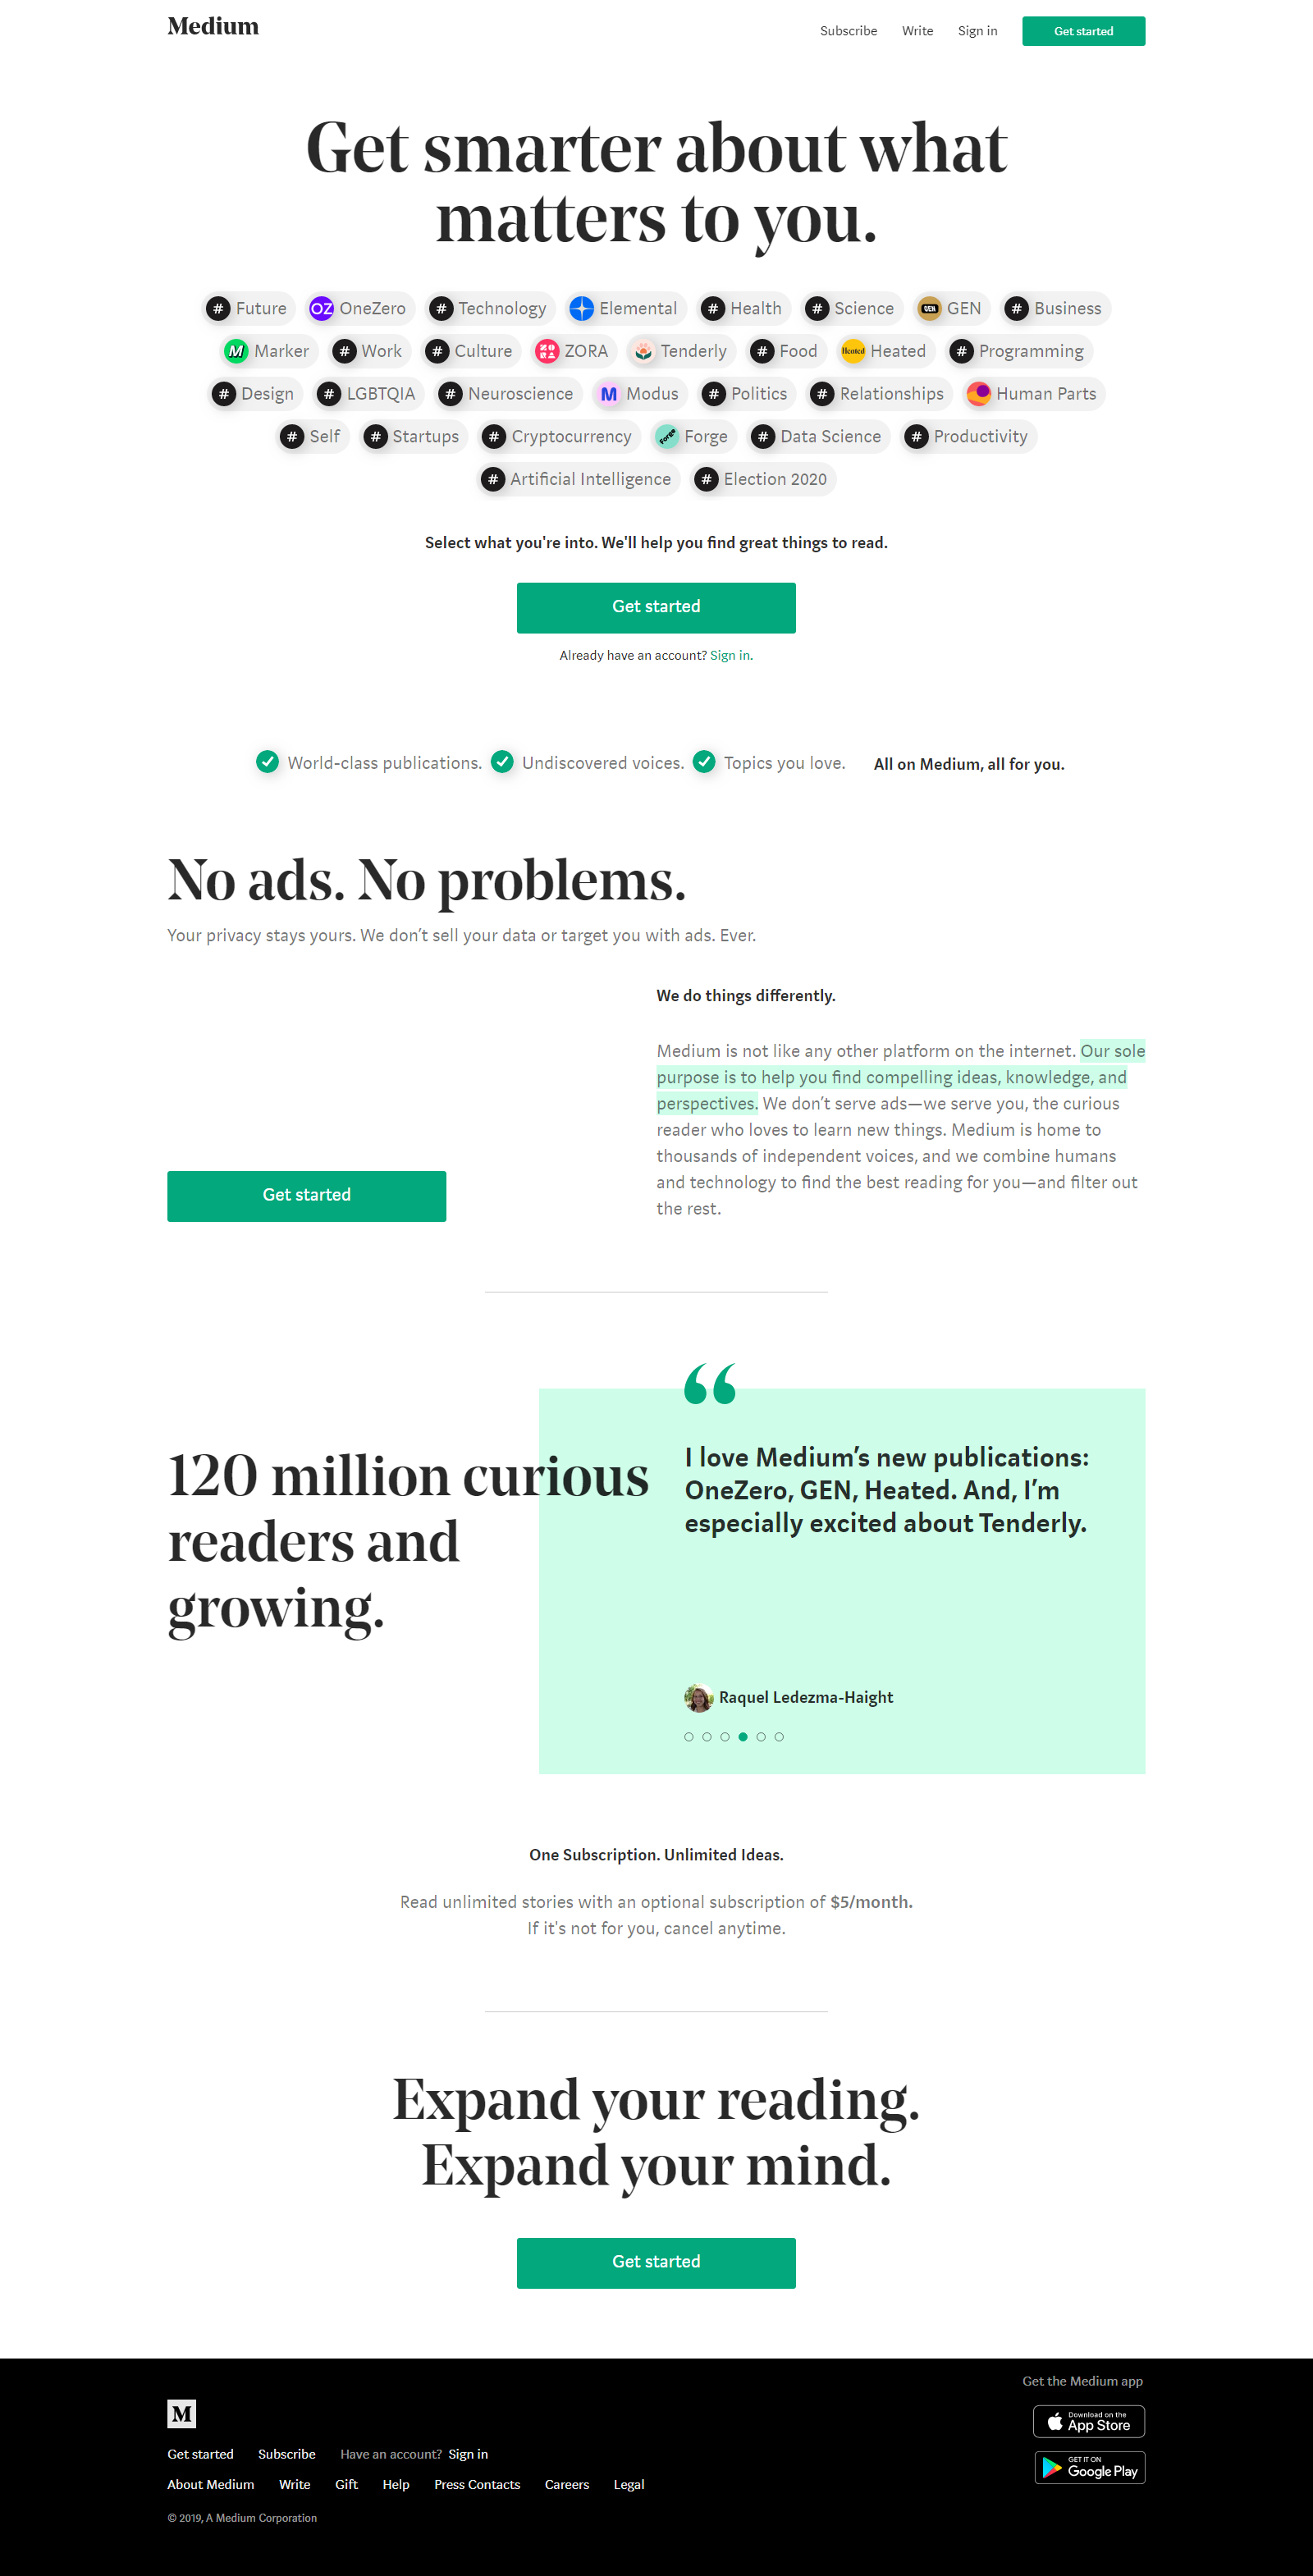 Medium
Subscribe Write Sign in Get started
Get smarter about what
matters to you.
# Future OZ OneZero # Technology Elemental # Health # Science GEN GEN # Business
M Marker # Work # Culture ZORA ZORA Tenderly # Food Heated Heated # Programming
# Design # LGBTQIA # Neuroscience M Modus # Politics # Relationships Human Parts
# Self # Startups # Cryptocurrency Forge Forge # Data Science # Productivity
# Artificial Intelligence # Election 2020
Select what you're into. We'll help you find great things to read.
Get started
Already have an account? Sign in.
World-class publications. Undiscovered voices. Topics you love. All on Medium, all for you.
No ads. No problems.
Your privacy stays yours. We don’t sell your data or target you with ads. Ever.
We do things differently.
Medium is not like any other platform on the internet. Our sole
purpose is to help you find compelling ideas, knowledge, and
perspectives. We don’t serve ads—we serve you, the curious
reader who loves to learn new things. Medium is home to
thousands of independent voices, and we combine humans
and technology to find the best reading for you—and filter out
the rest.
Get started
120 million curious
readers and
growing.
“
I love Medium’s new publications:
OneZero, GEN, Heated. And, I’m
especially excited about Tenderly.
Raquel Ledezma-Haight
One Subscription. Unlimited Ideas.
Read unlimited stories with an optional subscription of $5/month.
If it's not for you, cancel anytime.
Expand your reading.
Expand your mind.
Get started
M
Get started Subscribe Have an account? Sign in
About Medium Write Gift Help Press Contacts Careers Legal
© 2019, A Medium Corporation
Get the Medium app
Download on the
App Store
GET IT ON
Google Play